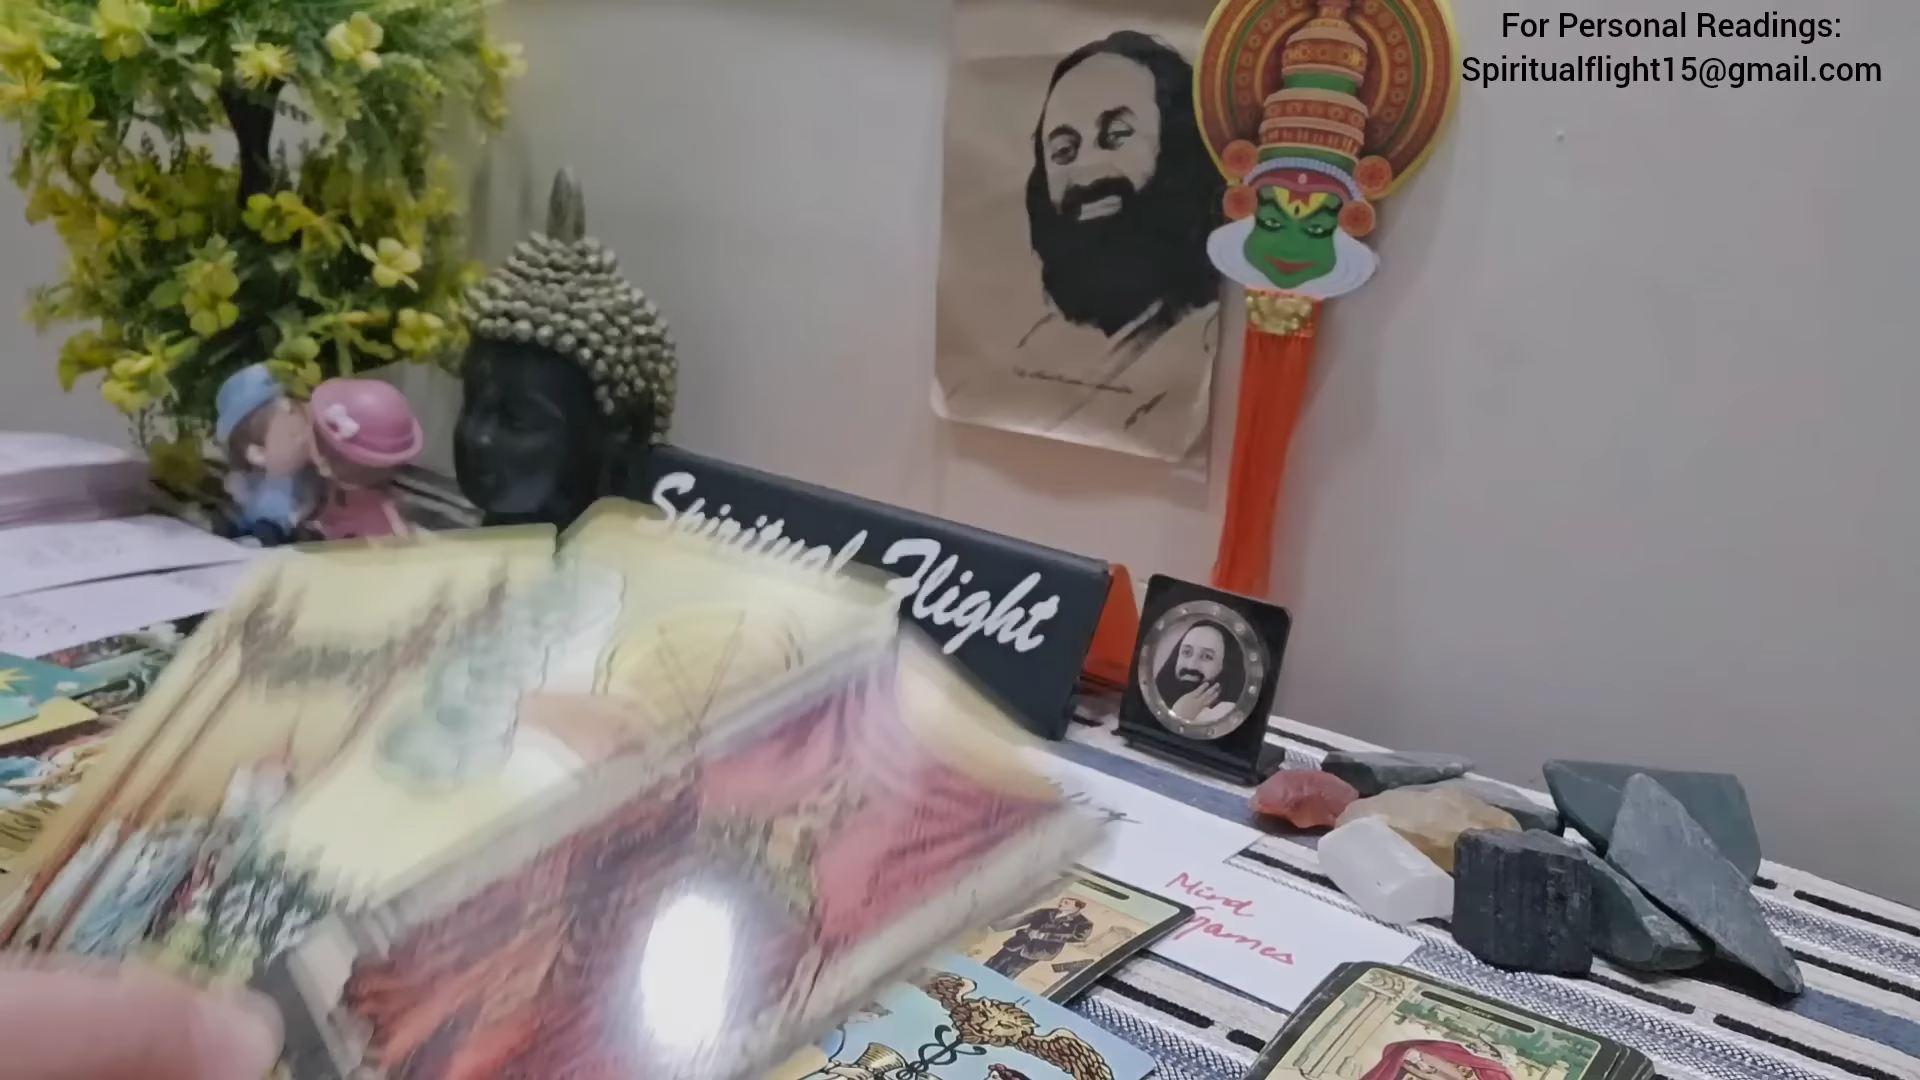 For Personal Readings:
Spiritualflight15@gmail.com
Spiritual Flight
Mind
Games